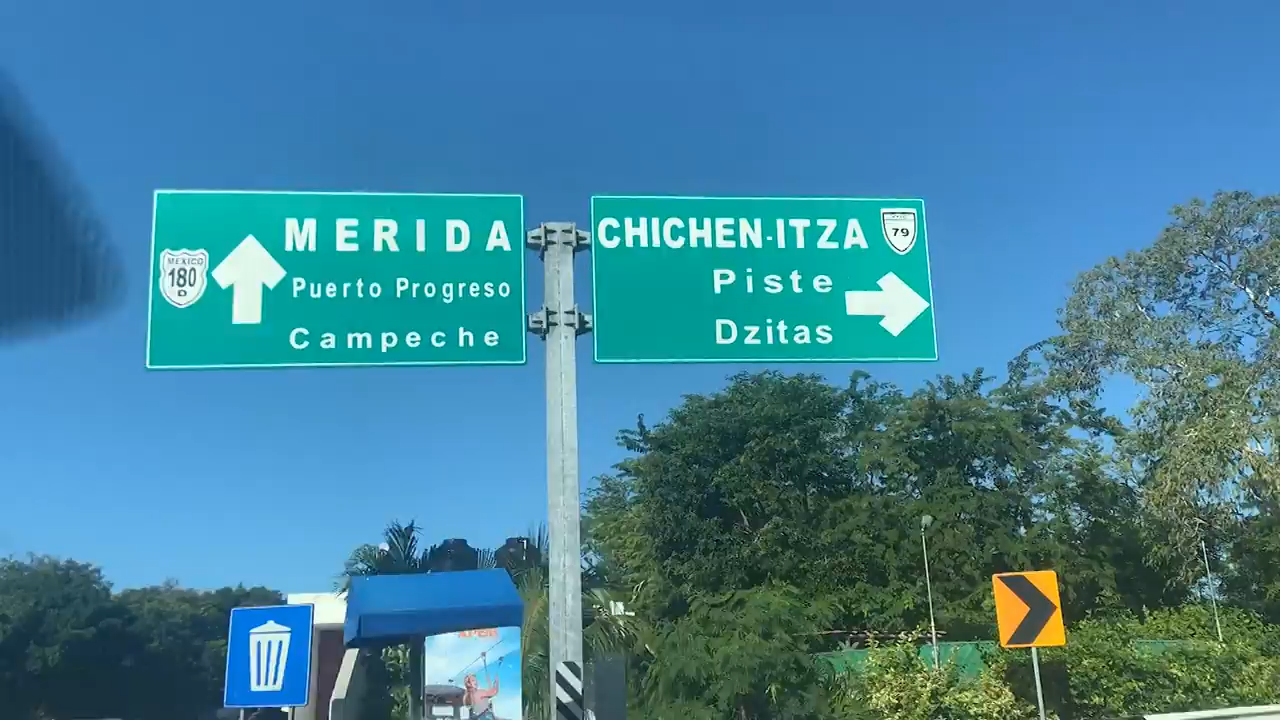 MERIDA
MEXICO
180
D
Puerto Progreso
Campeche
CHICHEN-ITZA
79
Piste
Dzitas